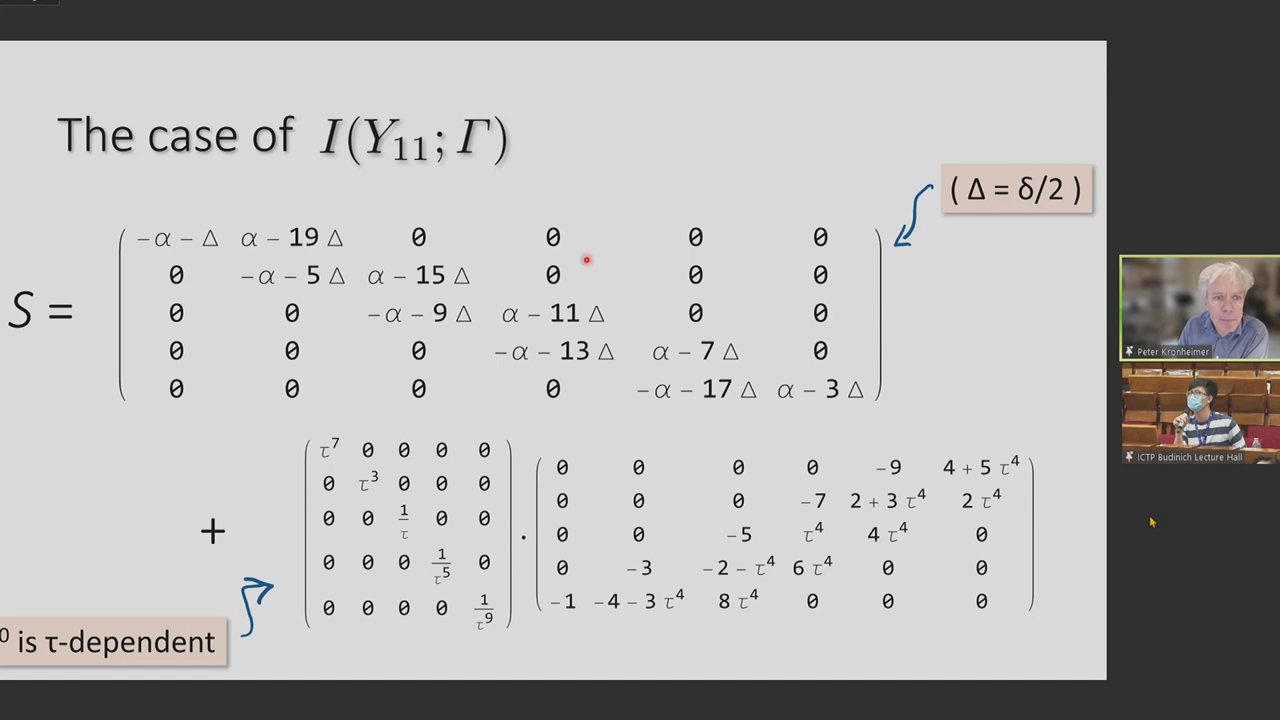 The case of I(Y₁₁; Γ)
( Δ = δ/2 )
S =
-α - Δ α - 19 Δ 0 0 0 0
0 -α - 5 Δ α - 15 Δ 0 0 0
0 0 -α - 9 Δ α - 11 Δ 0 0
0 0 0 -α - 13 Δ α - 7 Δ 0
0 0 0 0 -α - 17 Δ α - 3 Δ
+
τ⁷ 0 0 0 0
0 τ³ 0 0 0
0 0 1/τ 0 0
0 0 0 1/τ⁵ 0
0 0 0 0 1/τ⁹
.
0 0 0 0 -9 4 + 5 τ⁴
0 0 0 -7 2 + 3 τ⁴ 2 τ⁴
0 0 -5 τ⁴ 4 τ⁴ 0
0 -3 -2 - τ⁴ 6 τ⁴ 0 0
-1 -4 - 3 τ⁴ 8 τ⁴ 0 0 0
0 is τ-dependent
Peter Kronheimer
ICTP Budinich Lecture Hall